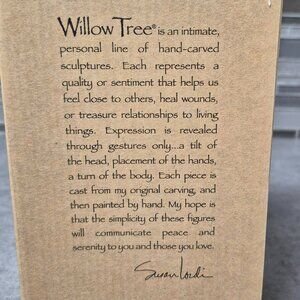 Willow Tree® is an intimate,
personal line of hand-carved
sculptures. Each represents a
quality or sentiment that helps us
feel close to others, heal wounds,
or treasure relationships to living
things. Expression is revealed
through gestures only...a tilt of
the head, placement of the hands,
a turn of the body. Each piece is
cast from my original carving, and
then painted by hand. My hope is
that the simplicity of these figures
will communicate peace and
serenity to you and those you love.
Susan Lordi